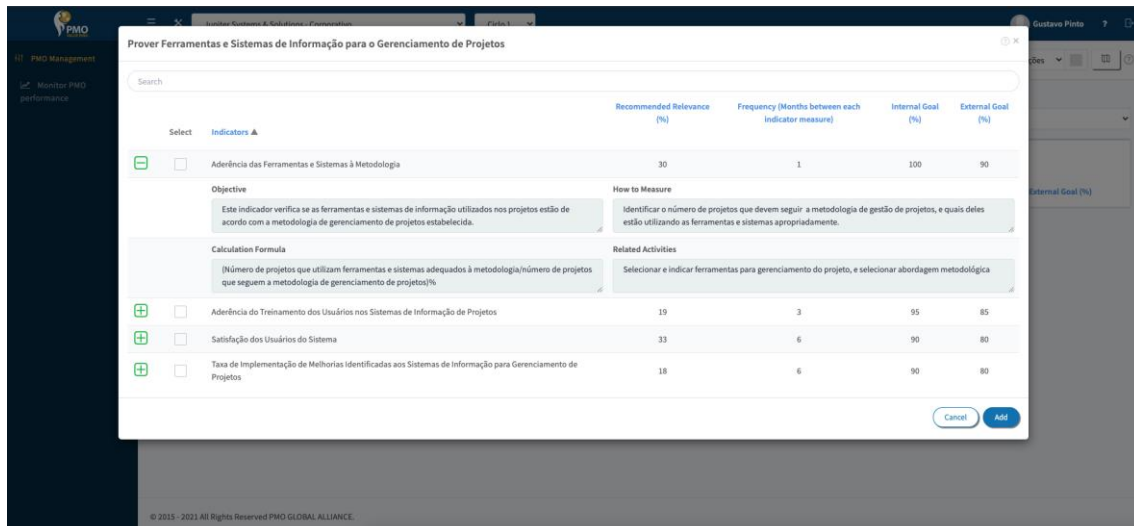 PMO
Juniter Systems & Solutions - Corporativo
Ciclo 1
Gustavo Pinto ?
PMO Management
Monitor PMO
performance
ções
Prover Ferramentas e Sistemas de Informação para o Gerenciamento de Projetos
Search
Select
Indicators ▲
Recommended Relevance
(%)
Frequency (Months between each
indicator measure)
Internal Goal
(%)
External Goal
(%)
Aderência das Ferramentas e Sistemas à Metodologia 30 1 100 90
Objective
Este indicador verifica se as ferramentas e sistemas de informação utilizados nos projetos estão de
acordo com a metodologia de gerenciamento de projetos estabelecida.
How to Measure
Identificar o número de projetos que devem seguir a metodologia de gestão de projetos, e quais deles
estão utilizando as ferramentas e sistemas apropriadamente.
Calculation Formula
(Número de projetos que utilizam ferramentas e sistemas adequados à metodologia/número de projetos
que seguem a metodologia de gerenciamento de projetos)%
Related Activities
Selecionar e indicar ferramentas para gerenciamento do projeto, e selecionar abordagem metodológica
Aderência do Treinamento dos Usuários nos Sistemas de Informação de Projetos 19 3 95 85
Satisfação dos Usuários do Sistema 33 6 90 80
Taxa de Implementação de Melhorias Identificadas aos Sistemas de Informação para Gerenciamento de
Projetos 18 6 90 80
External Goal (%)
Cancel
Add
© 2015 - 2021 All Rights Reserved PMO GLOBAL ALLIANCE.